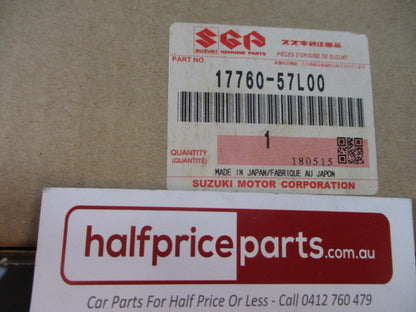 SGP スズキ純正部品
SUZUKI GENUINE PARTS PIÈCES D'ORIGINE DE SUZUKI
PART NO.
17760-57L00
1
QUANTITY
(QUANTITÉ)
180515
MADE IN JAPAN/FABRIQUE AU JAPON
SUZUKI MOTOR CORPORATION
halfpriceparts.com.au
Car Parts For Half Price Or Less - Call 0412 760 479